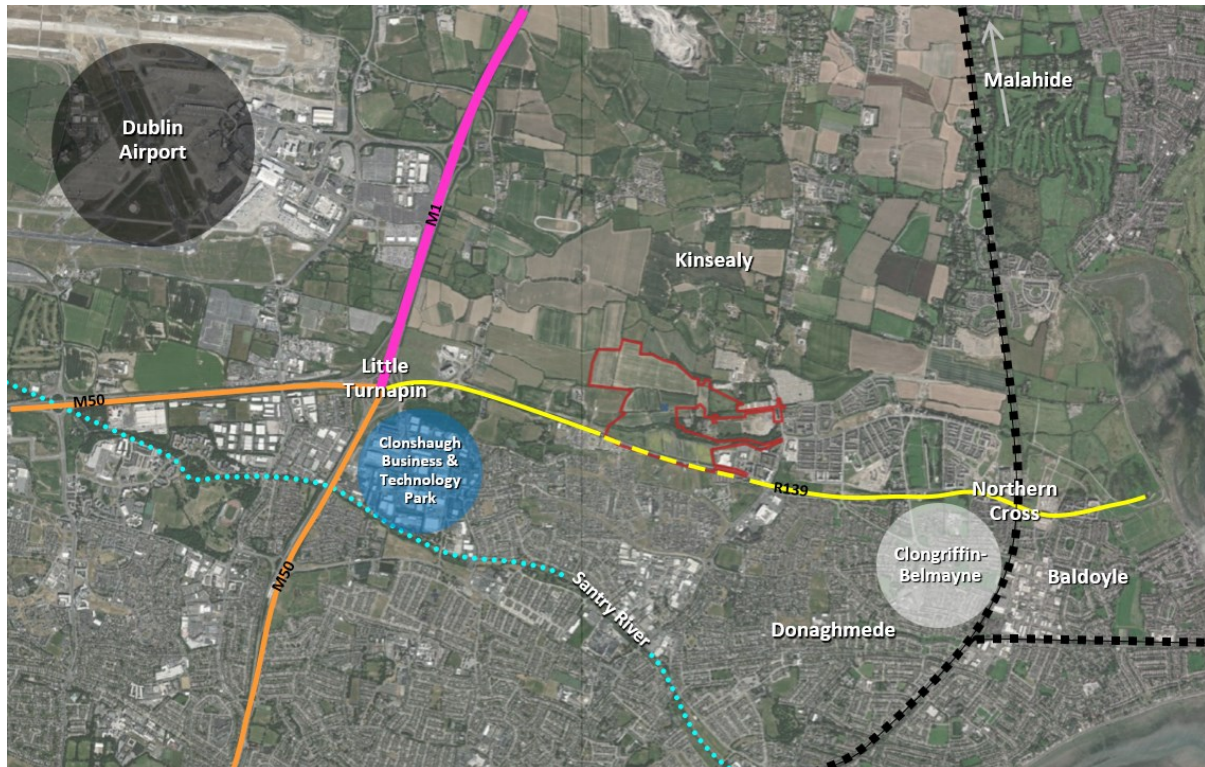 Dublin
Airport
Malahide
M1
Kinsealy
Little
Turnapin
M50
Clonshaugh
Business &
Technology
Park
R139
Northern
Cross
Clongriffin-
Belmayne
Baldoyle
M50
Santry River
Donaghmede